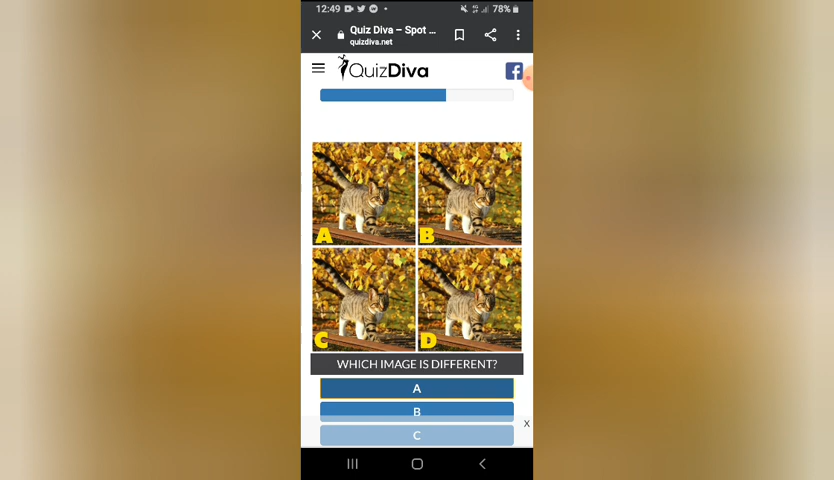 12:49 78%
Quiz Diva – Spot ...
quizdiva.net
QuizDiva
f
A
B
C
D
WHICH IMAGE IS DIFFERENT?
A
B
X
C